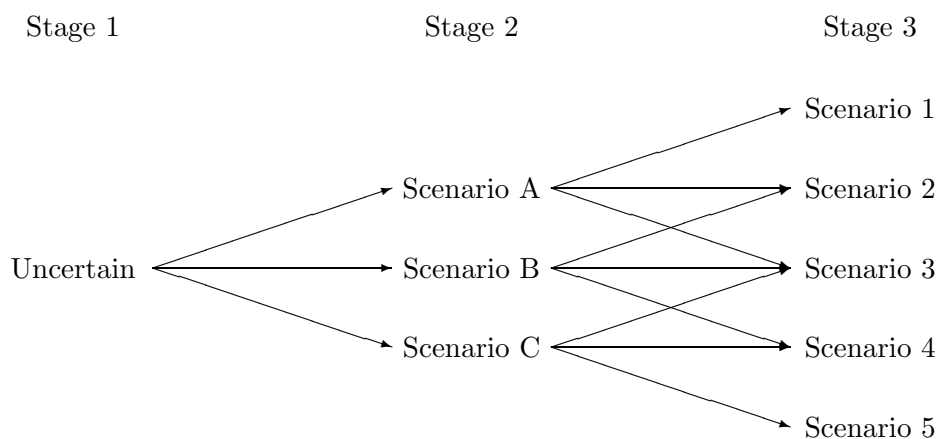 Stage 1 Stage 2 Stage 3
Scenario 1
Scenario A Scenario 2
Uncertain Scenario B Scenario 3
Scenario C Scenario 4
Scenario 5